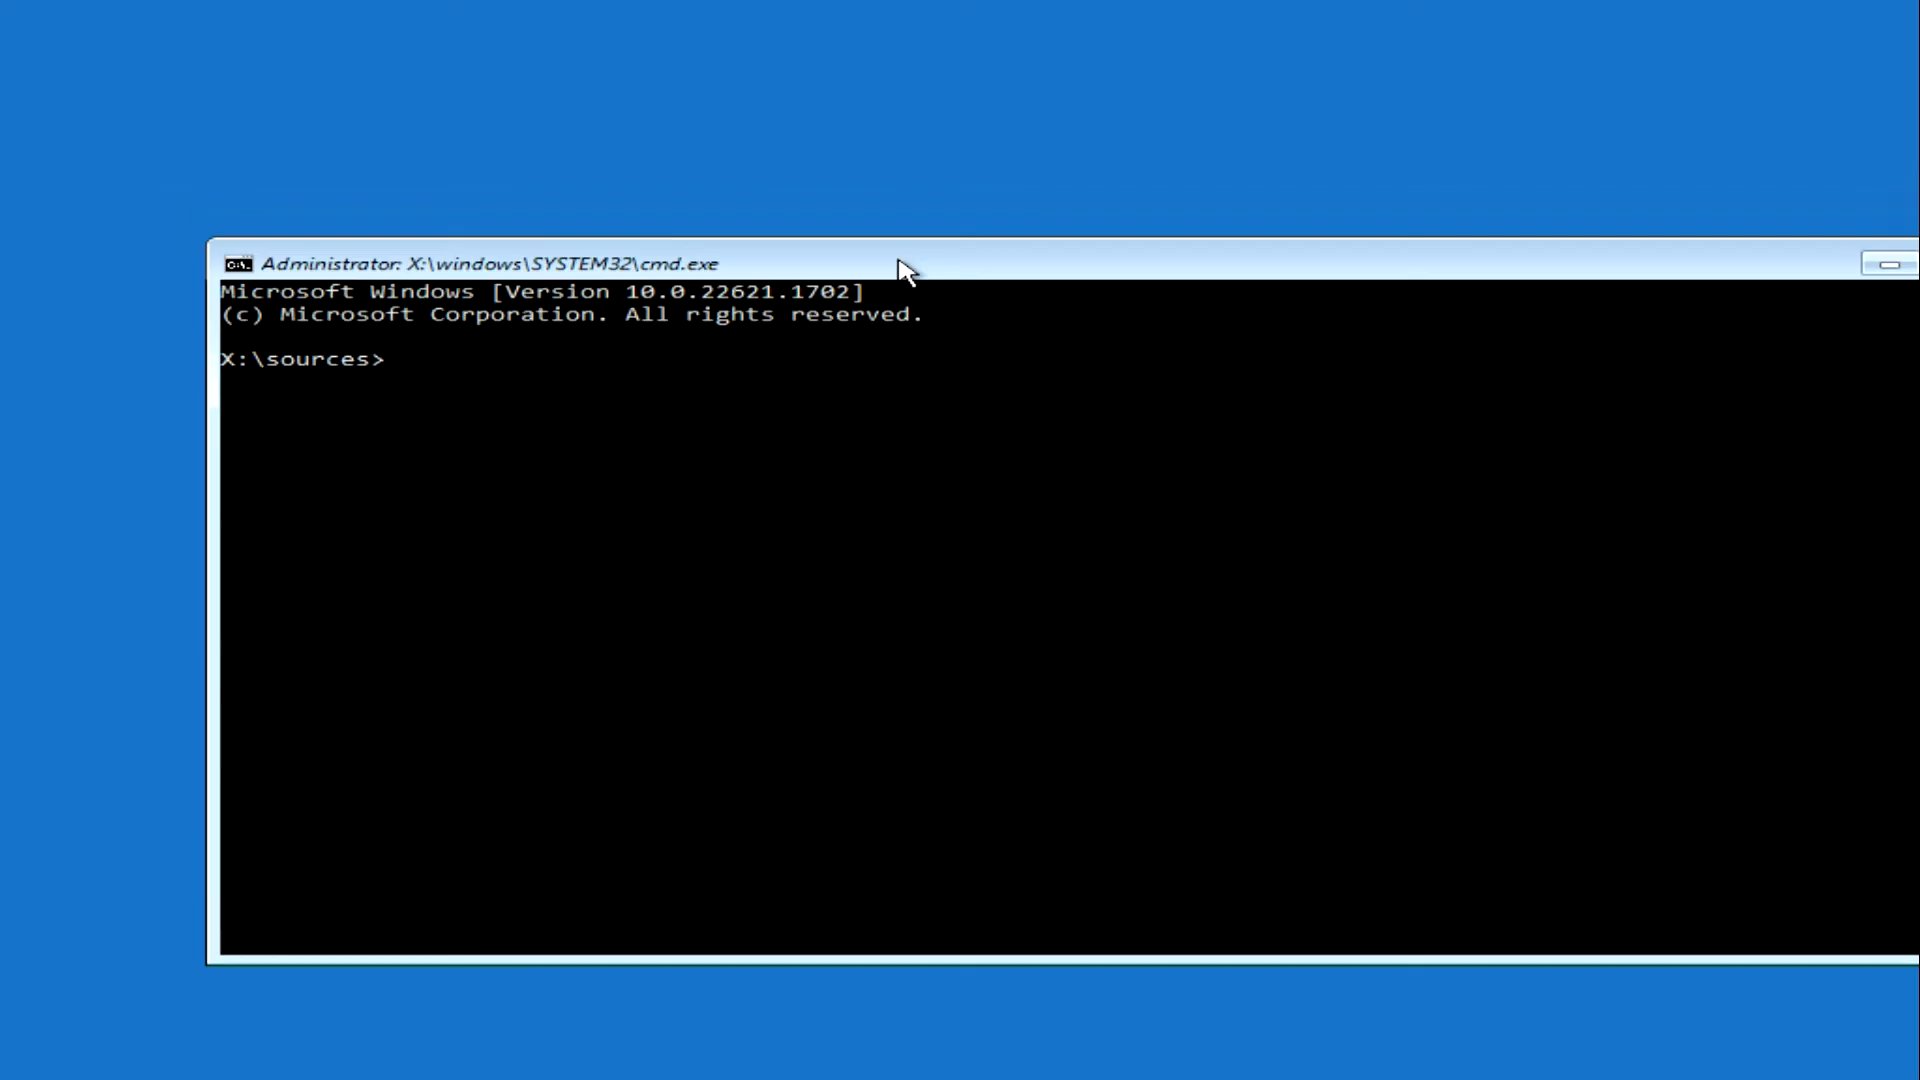 Administrator: X:\windows\SYSTEM32\cmd.exe
Microsoft Windows [Version 10.0.22621.1702]
(c) Microsoft Corporation. All rights reserved.
X:\sources>